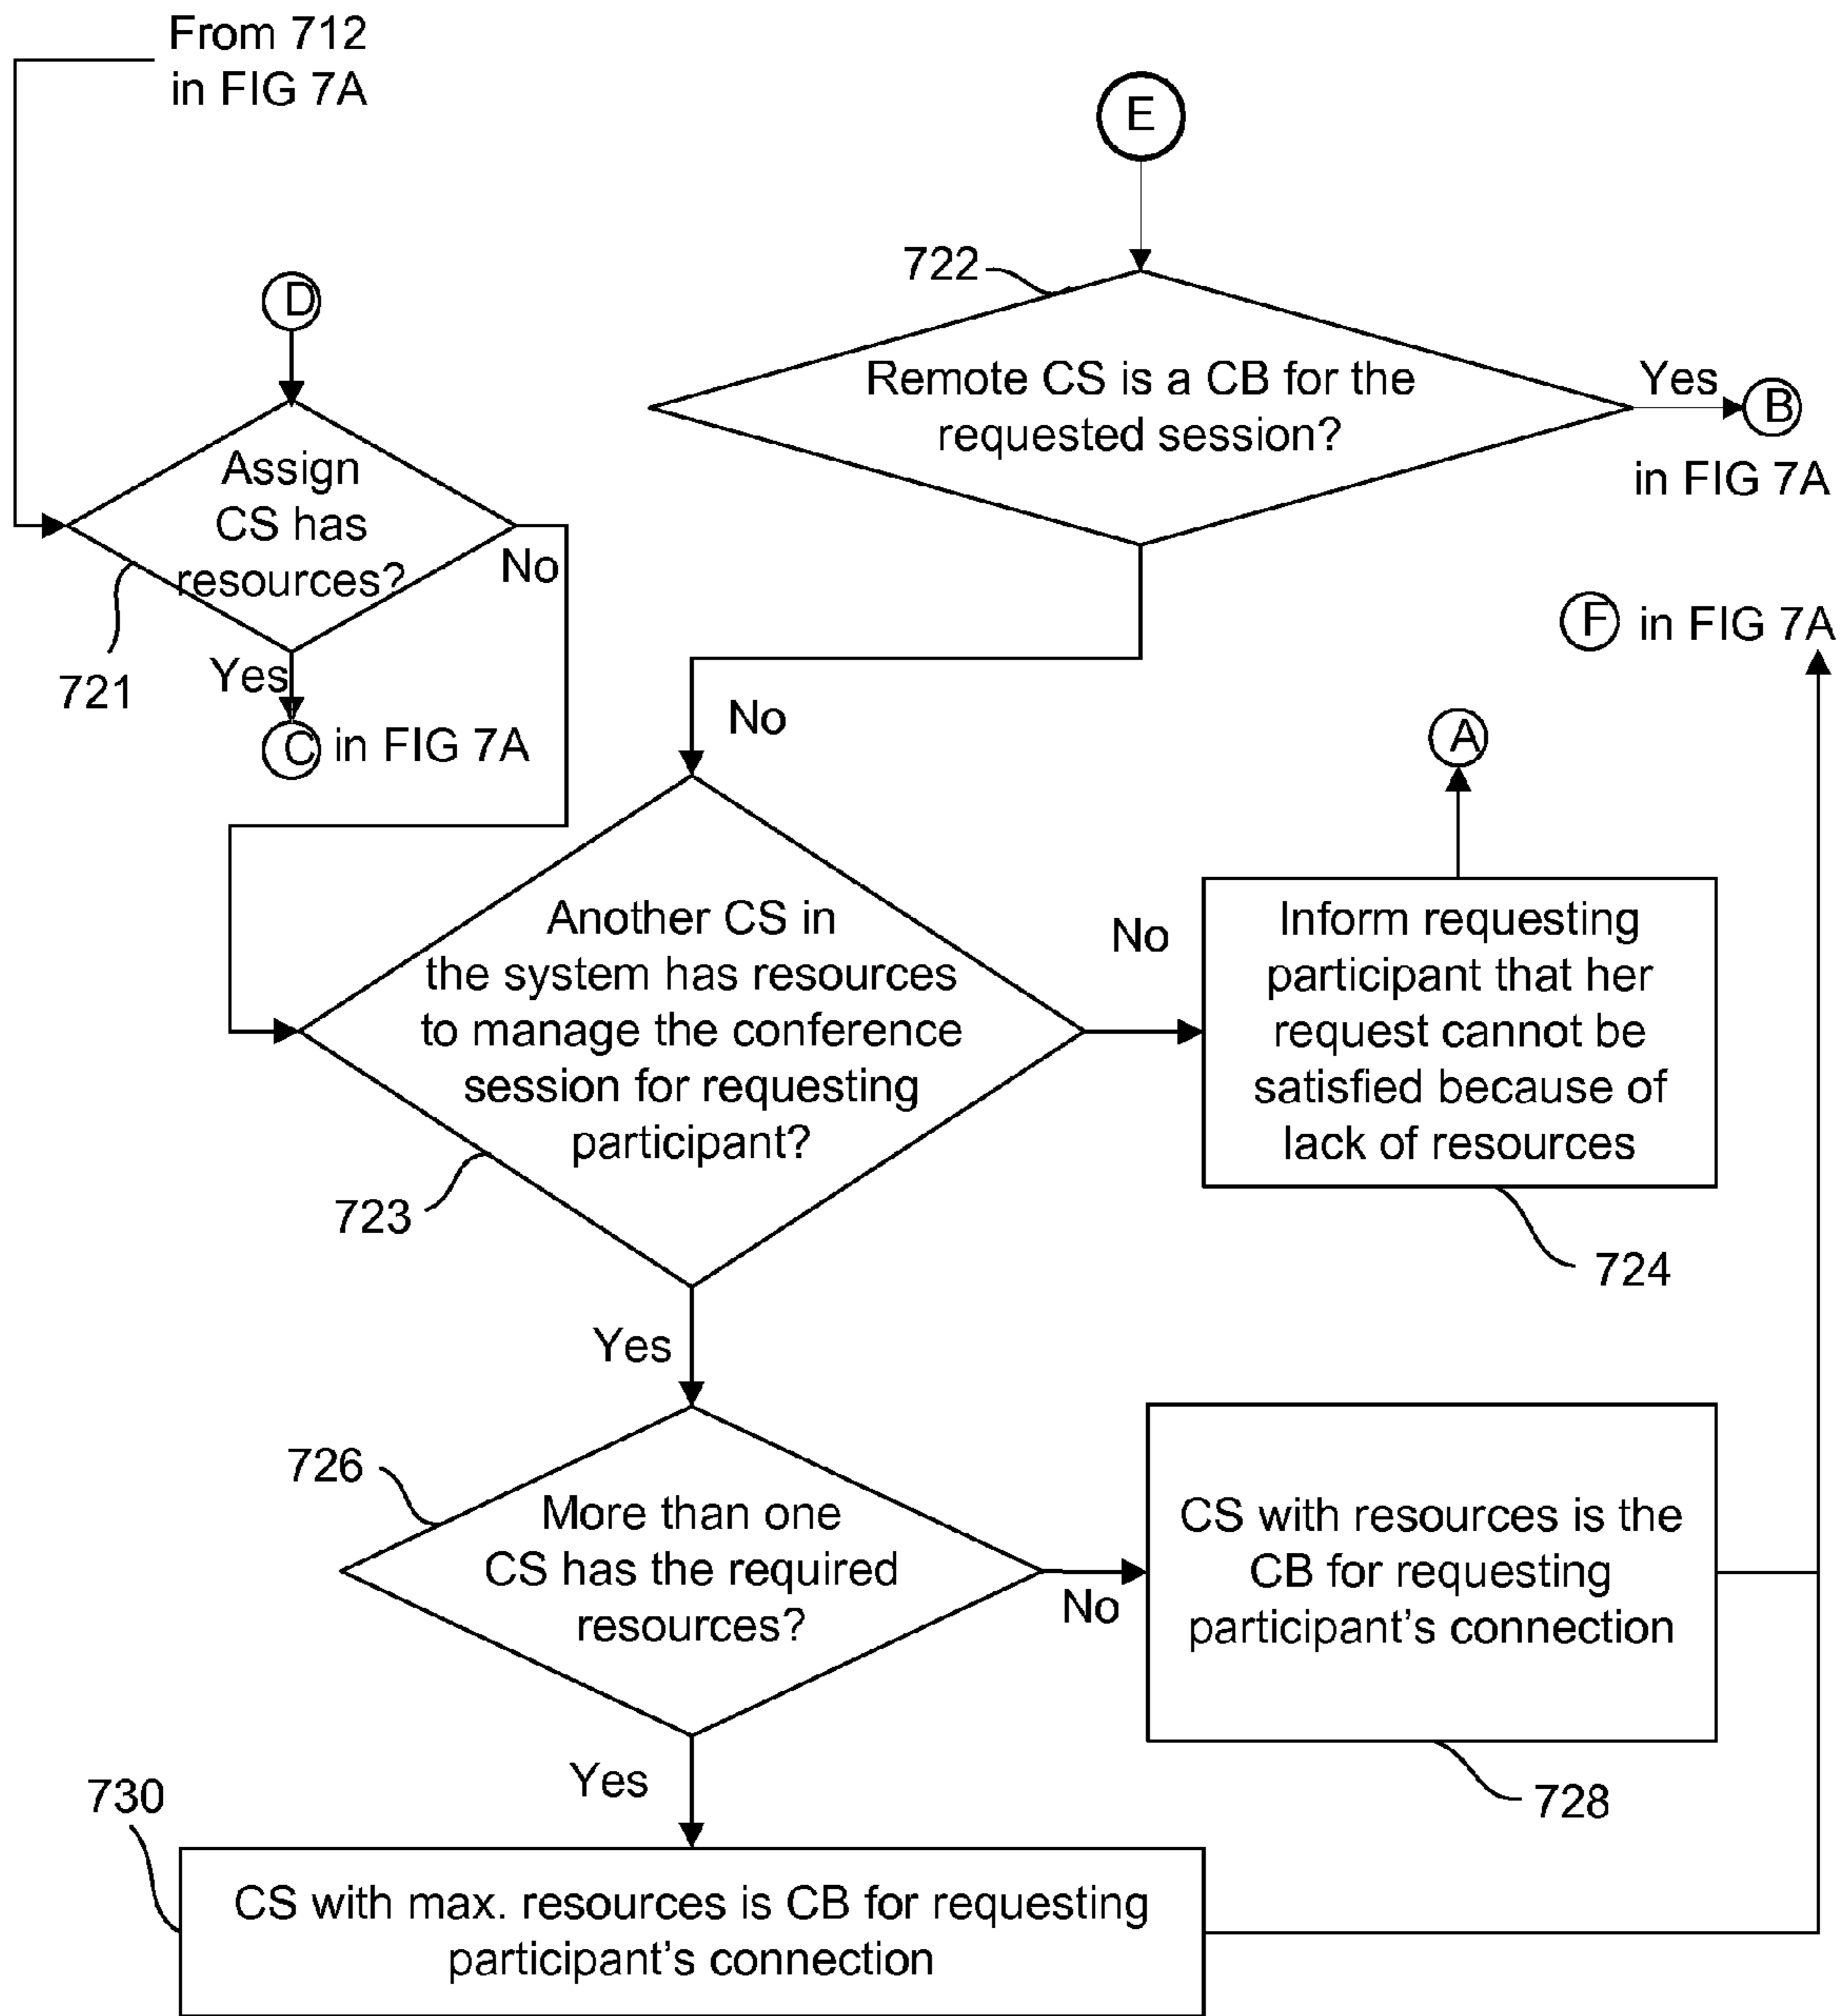 From 712
in FIG 7A
E
722
D
Remote CS is a CB for the
requested session?
Yes
B
in FIG 7A
Assign
CS has
resources?
No
721
Yes
C in FIG 7A
F in FIG 7A
No
A
Another CS in
the system has resources
to manage the conference
session for requesting
participant?
No
Inform requesting
participant that her
request cannot be
satisfied because of
lack of resources
723
724
Yes
726
More than one
CS has the required
resources?
No
CS with resources is the
CB for requesting
participant's connection
Yes
728
730
CS with max. resources is CB for requesting
participant's connection